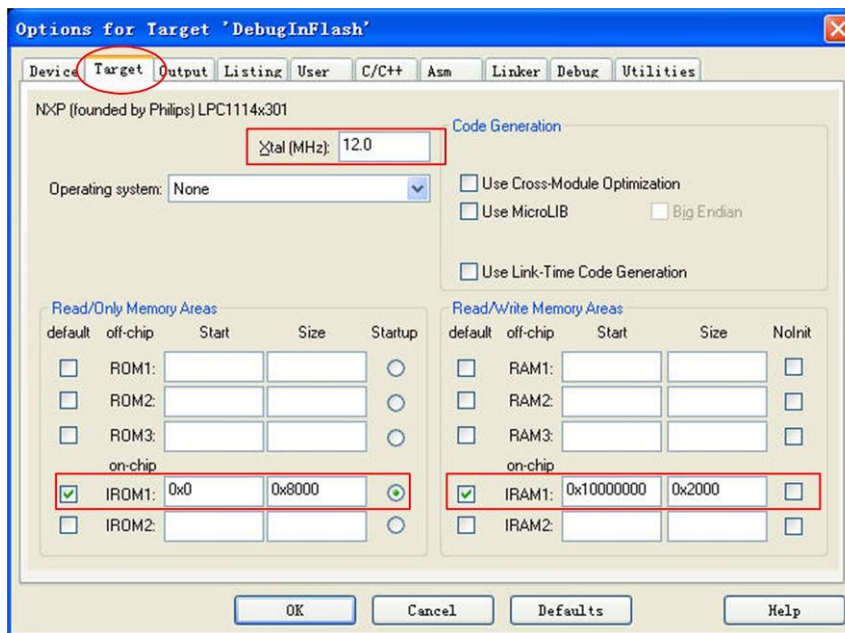 Options for Target 'DebugInFlash'
Device Target Output Listing User C/C++ Asm Linker Debug Utilities
NXP (founded by Philips) LPC1114x301
Xtal (MHz): 12.0
Operating system: None
Code Generation
Use Cross-Module Optimization
Use MicroLIB Big Endian
Use Link-Time Code Generation
Read/Only Memory Areas
default off-chip Start Size Startup
ROM1:
ROM2:
ROM3:
on-chip
IROM1: 0x0 0x8000
IROM2:
Read/Write Memory Areas
default off-chip Start Size NoInit
RAM1:
RAM2:
RAM3:
on-chip
IRAM1: 0x10000000 0x2000
IRAM2:
OK Cancel Defaults Help